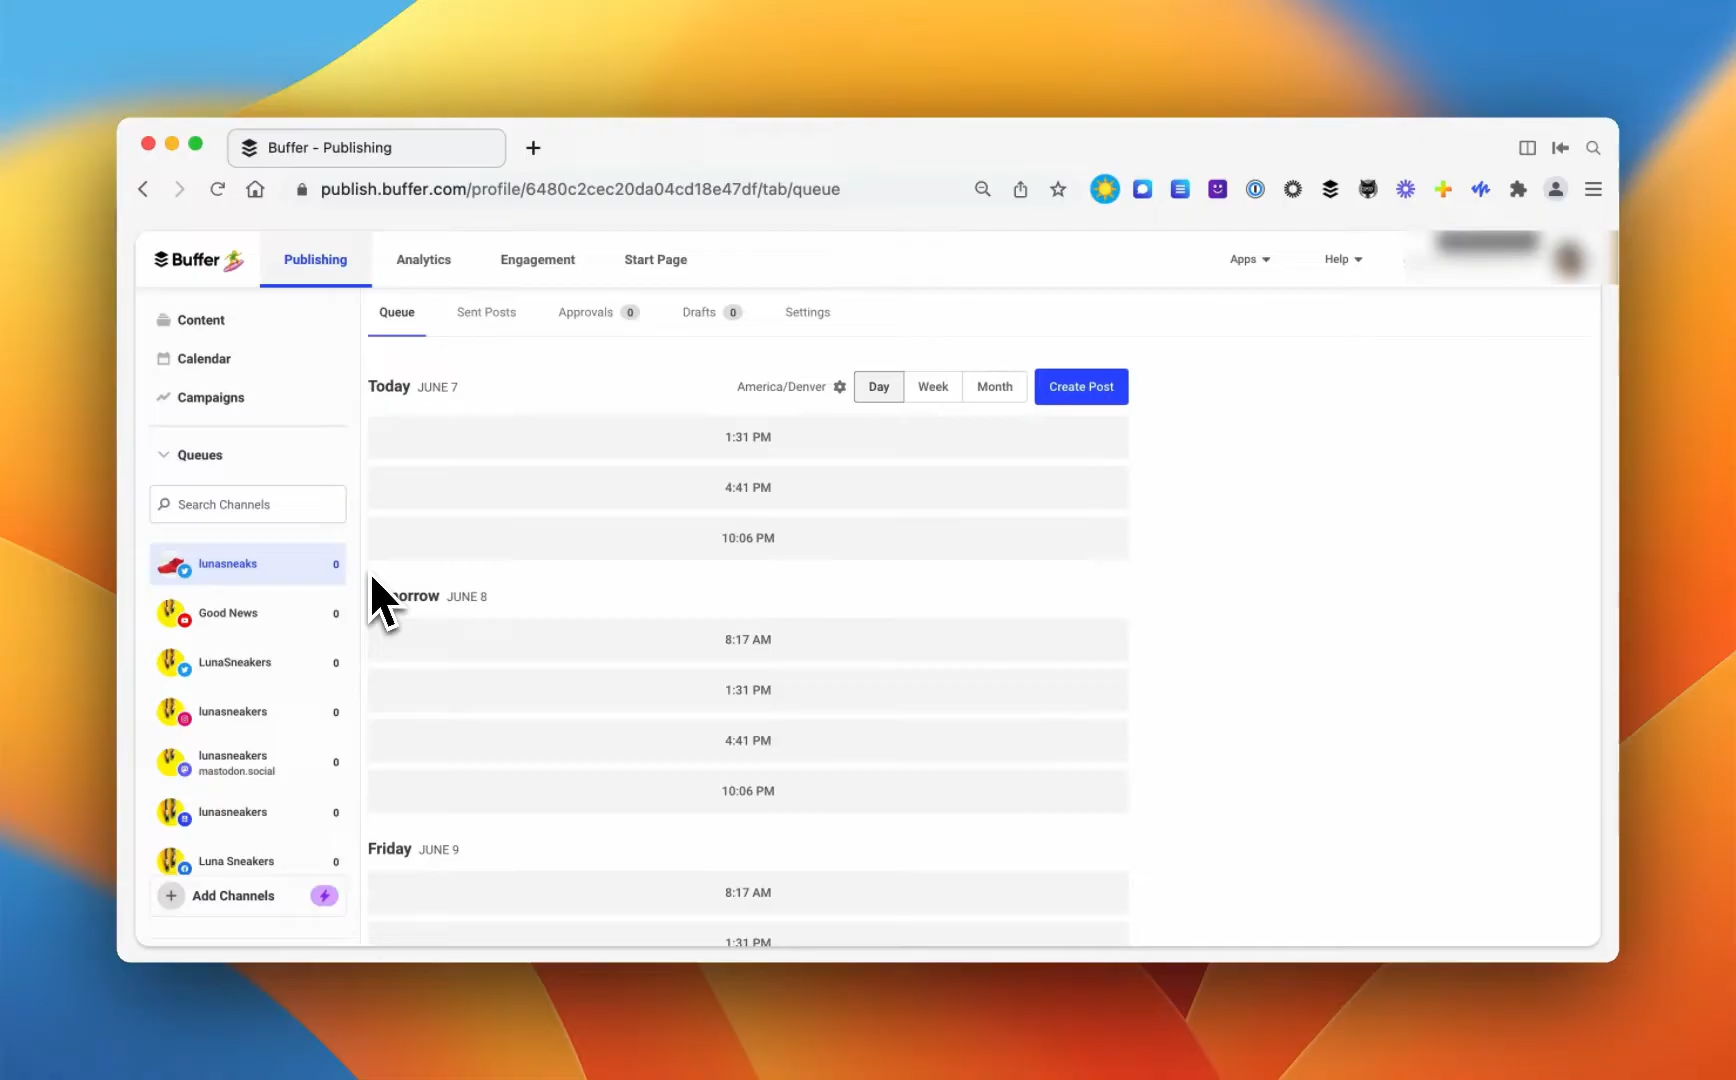 Buffer - Publishing
publish.buffer.com/profile/6480c2cec20da04cd18e47df/tab/queue
Buffer
Publishing
Analytics
Engagement
Start Page
Apps
Help
Content
Calendar
Campaigns
Queues
Search Channels
lunasneaks 0
Good News 0
LunaSneakers 0
lunasneakers 0
lunasneakers
mastodon.social 0
lunasneakers 0
Luna Sneakers 0
Add Channels
Queue
Sent Posts
Approvals 0
Drafts 0
Settings
Today JUNE 7
America/Denver
Day
Week
Month
Create Post
1:31 PM
4:41 PM
10:06 PM
orrow JUNE 8
8:17 AM
1:31 PM
4:41 PM
10:06 PM
Friday JUNE 9
8:17 AM
1:31 PM